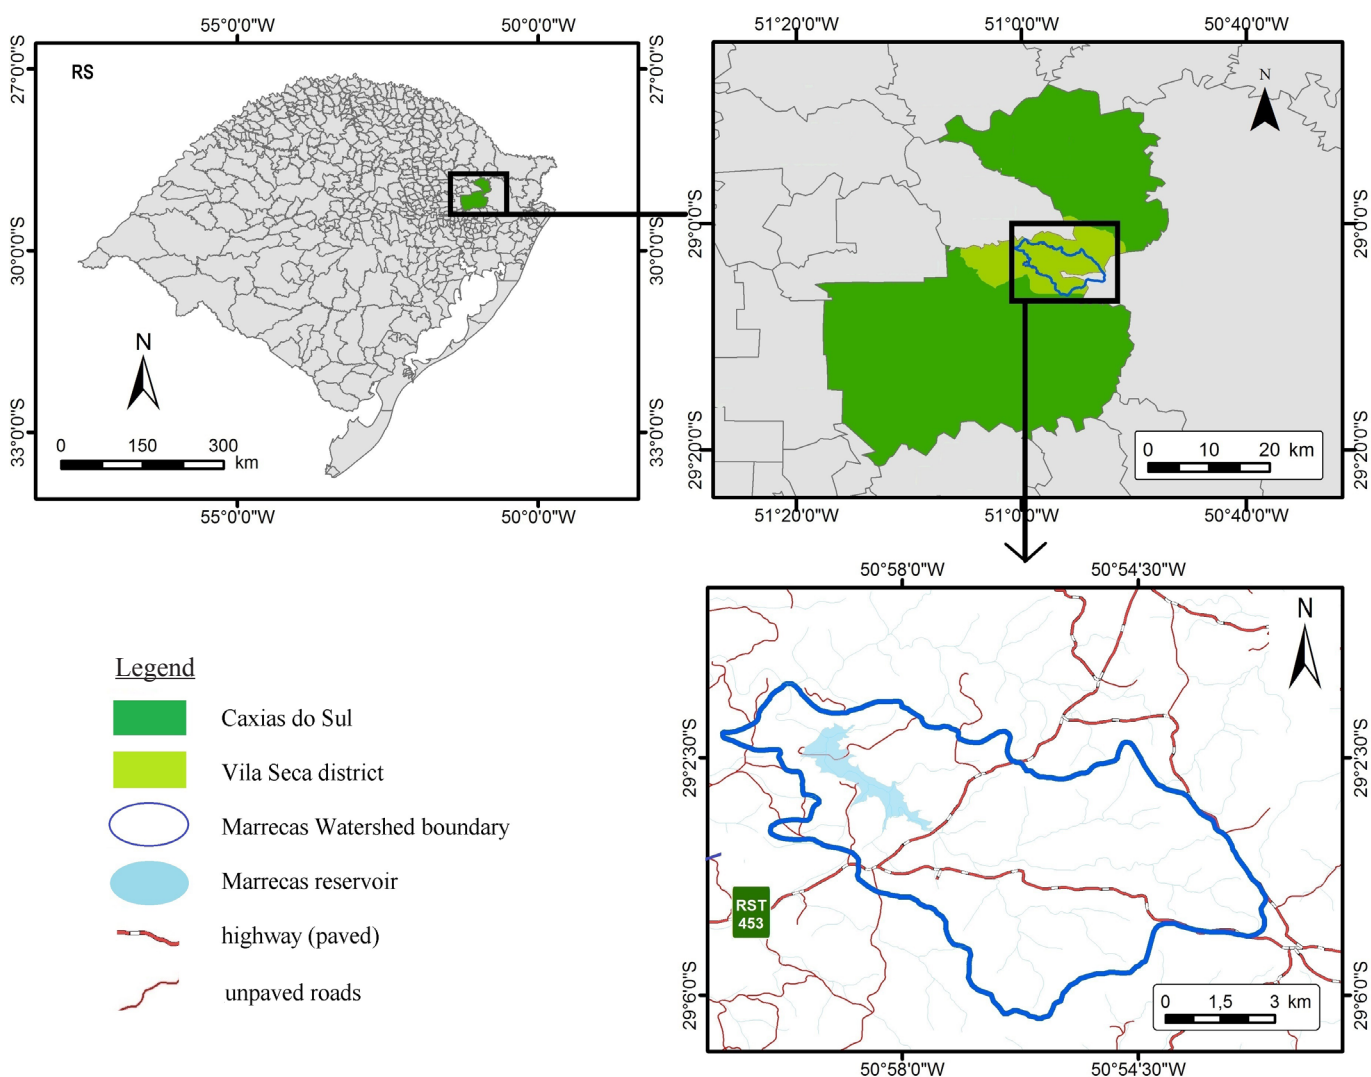 55°0'0"W 50°0'0"W
27°0'0"S 27°0'0"S
RS
30°0'0"S 30°0'0"S
N
0 150 300
km
33°0'0"S 33°0'0"S
55°0'0"W 50°0'0"W
51°20'0"W 51°0'0"W 50°40'0"W
N
29°0'0"S 29°0'0"S
0 10 20 km
29°20'0"S 29°20'0"S
51°20'0"W 51°0'0"W 50°40'0"W
Legend
Caxias do Sul
Vila Seca district
Marrecas Watershed boundary
Marrecas reservoir
highway (paved)
unpaved roads
50°58'0"W 50°54'30"W
N
29°2'30"S 29°2'30"S
RST
453
29°6'0"S 29°6'0"S
0 1,5 3 km
50°58'0"W 50°54'30"W